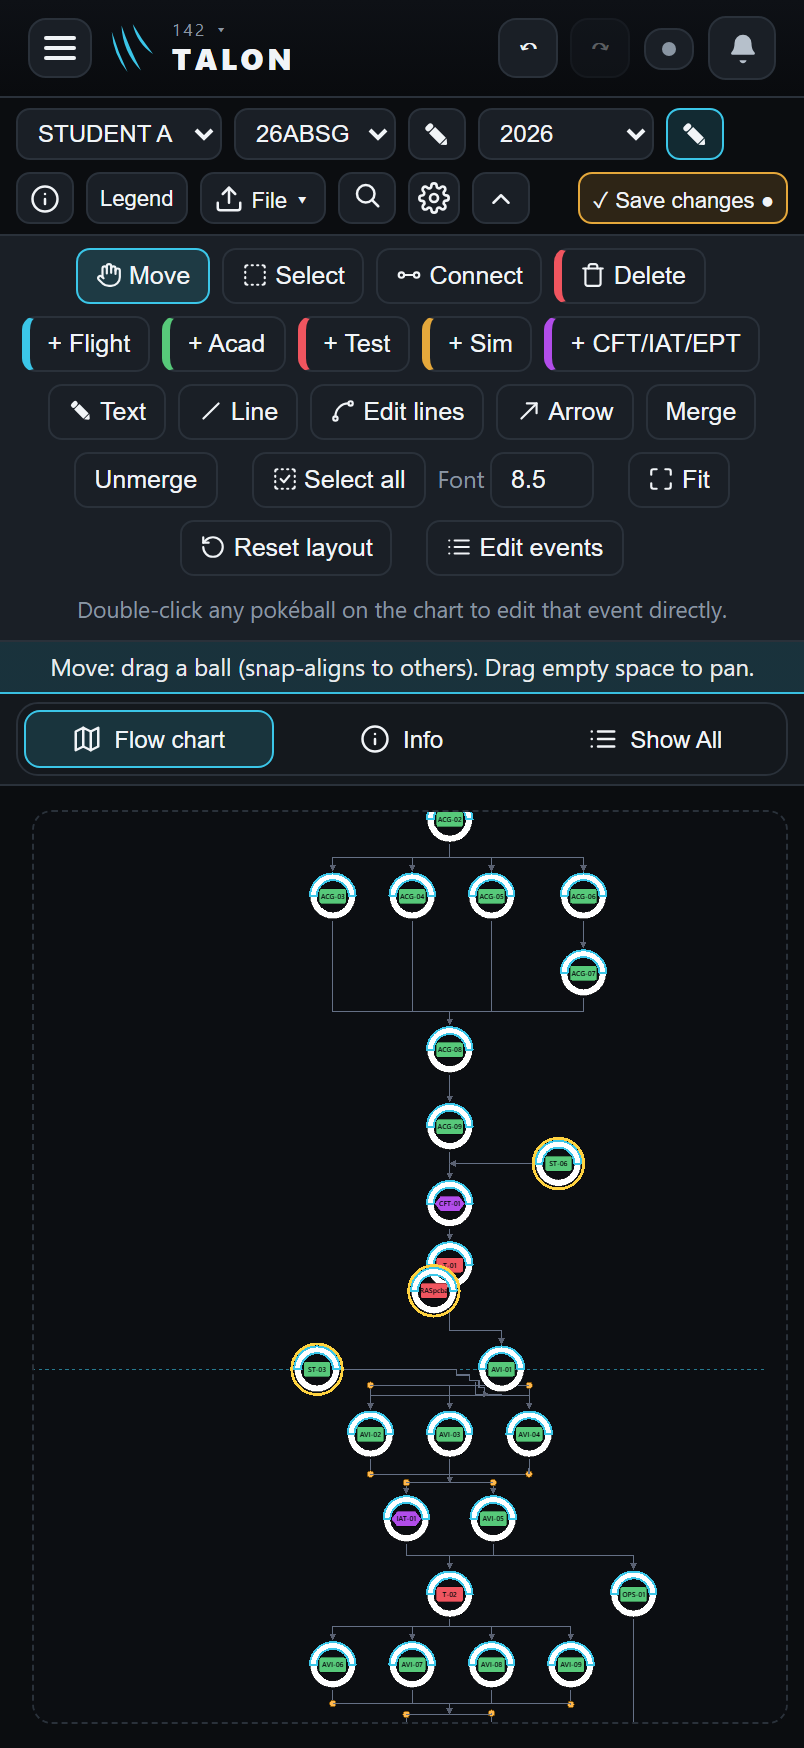 142
TALON
STUDENT A 26ABSG 2026
Legend File Save changes
Move Select Connect Delete
+ Flight + Acad + Test + Sim + CFT/IAT/EPT
Text Line Edit lines Arrow Merge
Unmerge Select all Font 8.5 Fit
Reset layout Edit events
Double-click any pokéball on the chart to edit that event directly.
Move: drag a ball (snap-aligns to others). Drag empty space to pan.
Flow chart Info Show All
ACG-02
ACG-03 ACG-04 ACG-05 ACG-06
ACG-07
ACG-08
ACG-09
ST-06
CFT-01
T-01
ST-03 AVI-01
AVI-02 AVI-03 AVI-04
IAT-01 AVI-05
T-02 OPS-01
AVI-06 AVI-07 AVI-08 AVI-09